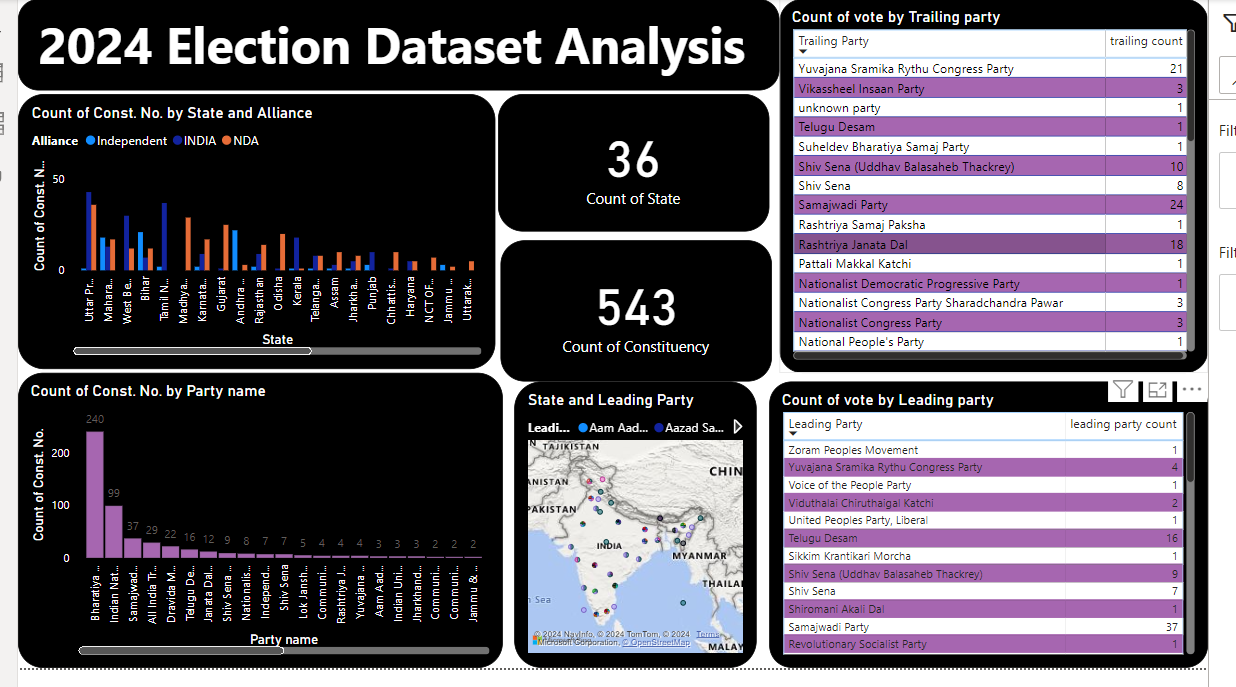 2024 Election Dataset Analysis
Count of Const. No. by State and Alliance
Alliance Independent INDIA NDA
Count of Const. N...
50
0
Uttar Pr...
Mahara...
West Be...
Bihar
Tamil N...
Madhya...
Karnata...
Gujarat
Andhra ...
Rajasthan
Odisha
Kerala
Telanga...
Assam
Jharkha...
Punjab
Chhattis...
Haryana
NCT OF...
Jammu ...
Uttarak...
State
36
Count of State
543
Count of Constituency
Count of vote by Trailing party
Trailing Party trailing count
Yuvajana Sramika Rythu Congress Party 21
Vikassheel Insaan Party 3
unknown party 1
Telugu Desam 1
Suheldev Bharatiya Samaj Party 1
Shiv Sena (Uddhav Balasaheb Thackrey) 10
Shiv Sena 8
Samajwadi Party 24
Rashtriya Samaj Paksha 1
Rashtriya Janata Dal 18
Pattali Makkal Katchi 1
Nationalist Democratic Progressive Party 1
Nationalist Congress Party Sharadchandra Pawar 3
Nationalist Congress Party 3
National People's Party 1
Filt
Filt
Count of Const. No. by Party name
Count of Const. No.
200
100
0
240
99
37
29
22
16
12
9
8
7
7
5
4
4
4
3
3
3
2
2
2
Bharatiya ...
Indian Nat...
Samajwad...
All India Tr...
Dravida M...
Telugu De...
Janata Dal...
Shiv Sena ...
Nationalis...
Independ...
Shiv Sena
Lok Jansh...
Communi...
Rashtriya J...
Yuvajana ...
Aam Aad...
Indian Uni...
Jharkhand...
Communi...
Communi...
Jammu & ...
Party name
State and Leading Party
Leadi... Aam Aad... Aazad Sa...
TAJIKISTAN
CHIN
ANISTAN
PAKISTAN
INDIA
MYANMAR
THAILA
Sea
MALAY
© 2024 NavInfo, © 2024 TomTom, © 2024 Terms
Microsoft Corporation, © OpenStreetMap
Count of vote by Leading party
Leading Party leading party count
Zoram Peoples Movement 1
Yuvajana Sramika Rythu Congress Party 4
Voice of the People Party 1
Viduthalai Chiruthaigal Katchi 2
United Peoples Party, Liberal 1
Telugu Desam 16
Sikkim Krantikari Morcha 1
Shiv Sena (Uddhav Balasaheb Thackrey) 9
Shiv Sena 7
Shiromani Akali Dal 1
Samajwadi Party 37
Revolutionary Socialist Party 1